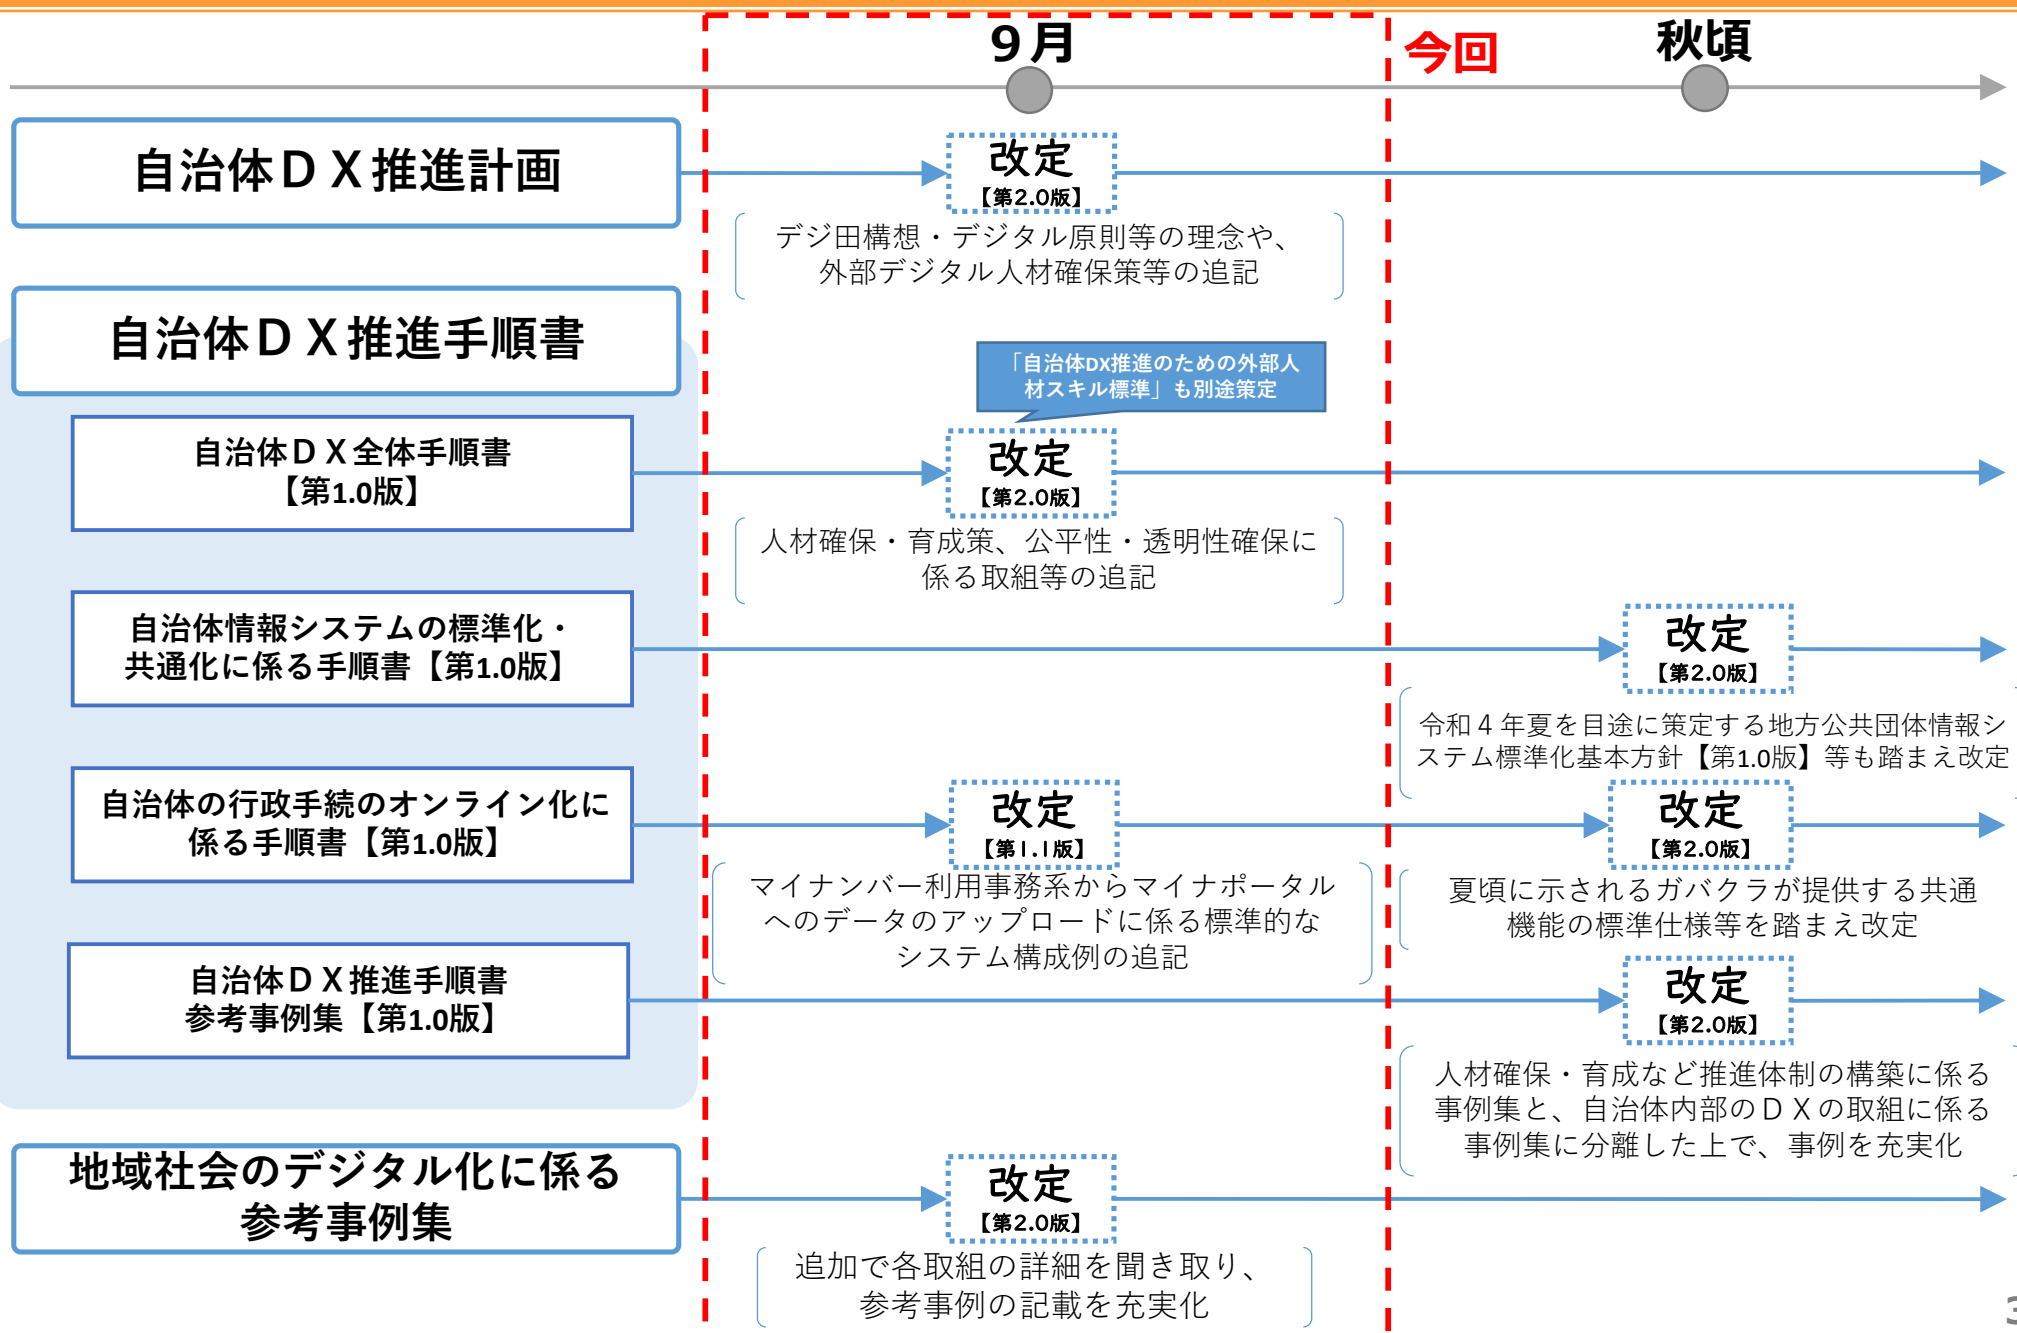 ９月
今回
秋頃
自治体ＤＸ推進計画
改定
【第2.0版】
デジ田構想・デジタル原則等の理念や、
外部デジタル人材確保策等の追記
自治体ＤＸ推進手順書
「自治体DX推進のための外部人
材スキル標準」も別途策定
自治体ＤＸ全体手順書
【第1.0版】
改定
【第2.0版】
人材確保・育成策、公平性・透明性確保に
係る取組等の追記
自治体情報システムの標準化・
共通化に係る手順書【第1.0版】
改定
【第2.0版】
令和４年夏を目途に策定する地方公共団体情報シ
ステム標準化基本方針【第1.0版】等も踏まえ改定
自治体の行政手続のオンライン化に
係る手順書【第1.0版】
改定
【第1.1版】
マイナンバー利用事務系からマイナポータル
へのデータのアップロードに係る標準的な
システム構成例の追記
改定
【第2.0版】
夏頃に示されるガバクラが提供する共通
機能の標準仕様等を踏まえ改定
自治体ＤＸ推進手順書
参考事例集【第1.0版】
改定
【第2.0版】
人材確保・育成など推進体制の構築に係る
事例集と、自治体内部のＤＸの取組に係る
事例集に分離した上で、事例を充実化
地域社会のデジタル化に係る
参考事例集
改定
【第2.0版】
追加で各取組の詳細を聞き取り、
参考事例の記載を充実化